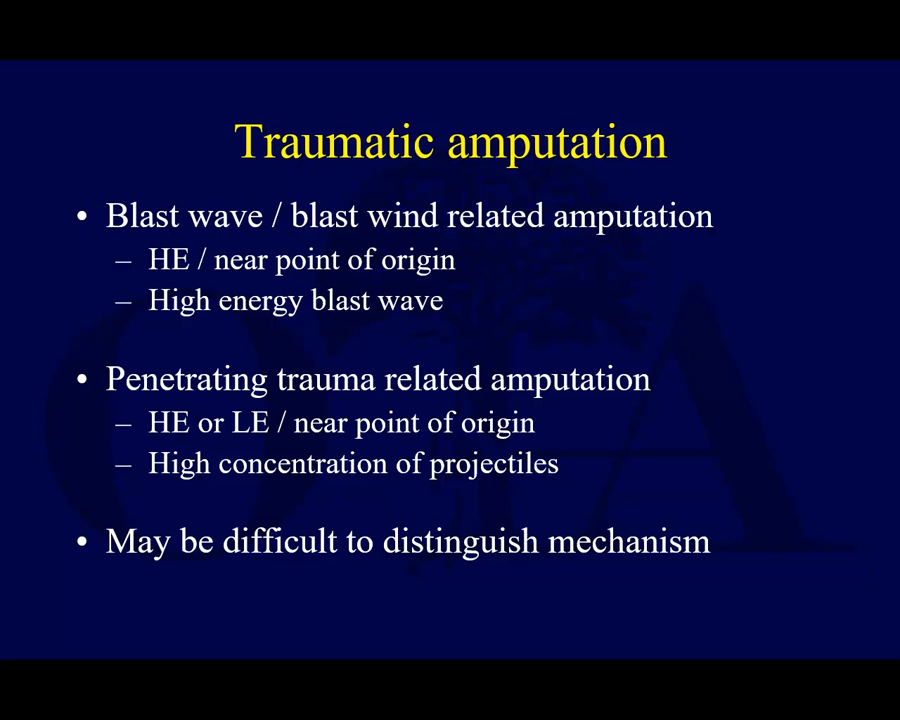 Traumatic amputation
• Blast wave / blast wind related amputation
– HE / near point of origin
– High energy blast wave
• Penetrating trauma related amputation
– HE or LE / near point of origin
– High concentration of projectiles
• May be difficult to distinguish mechanism
OTA